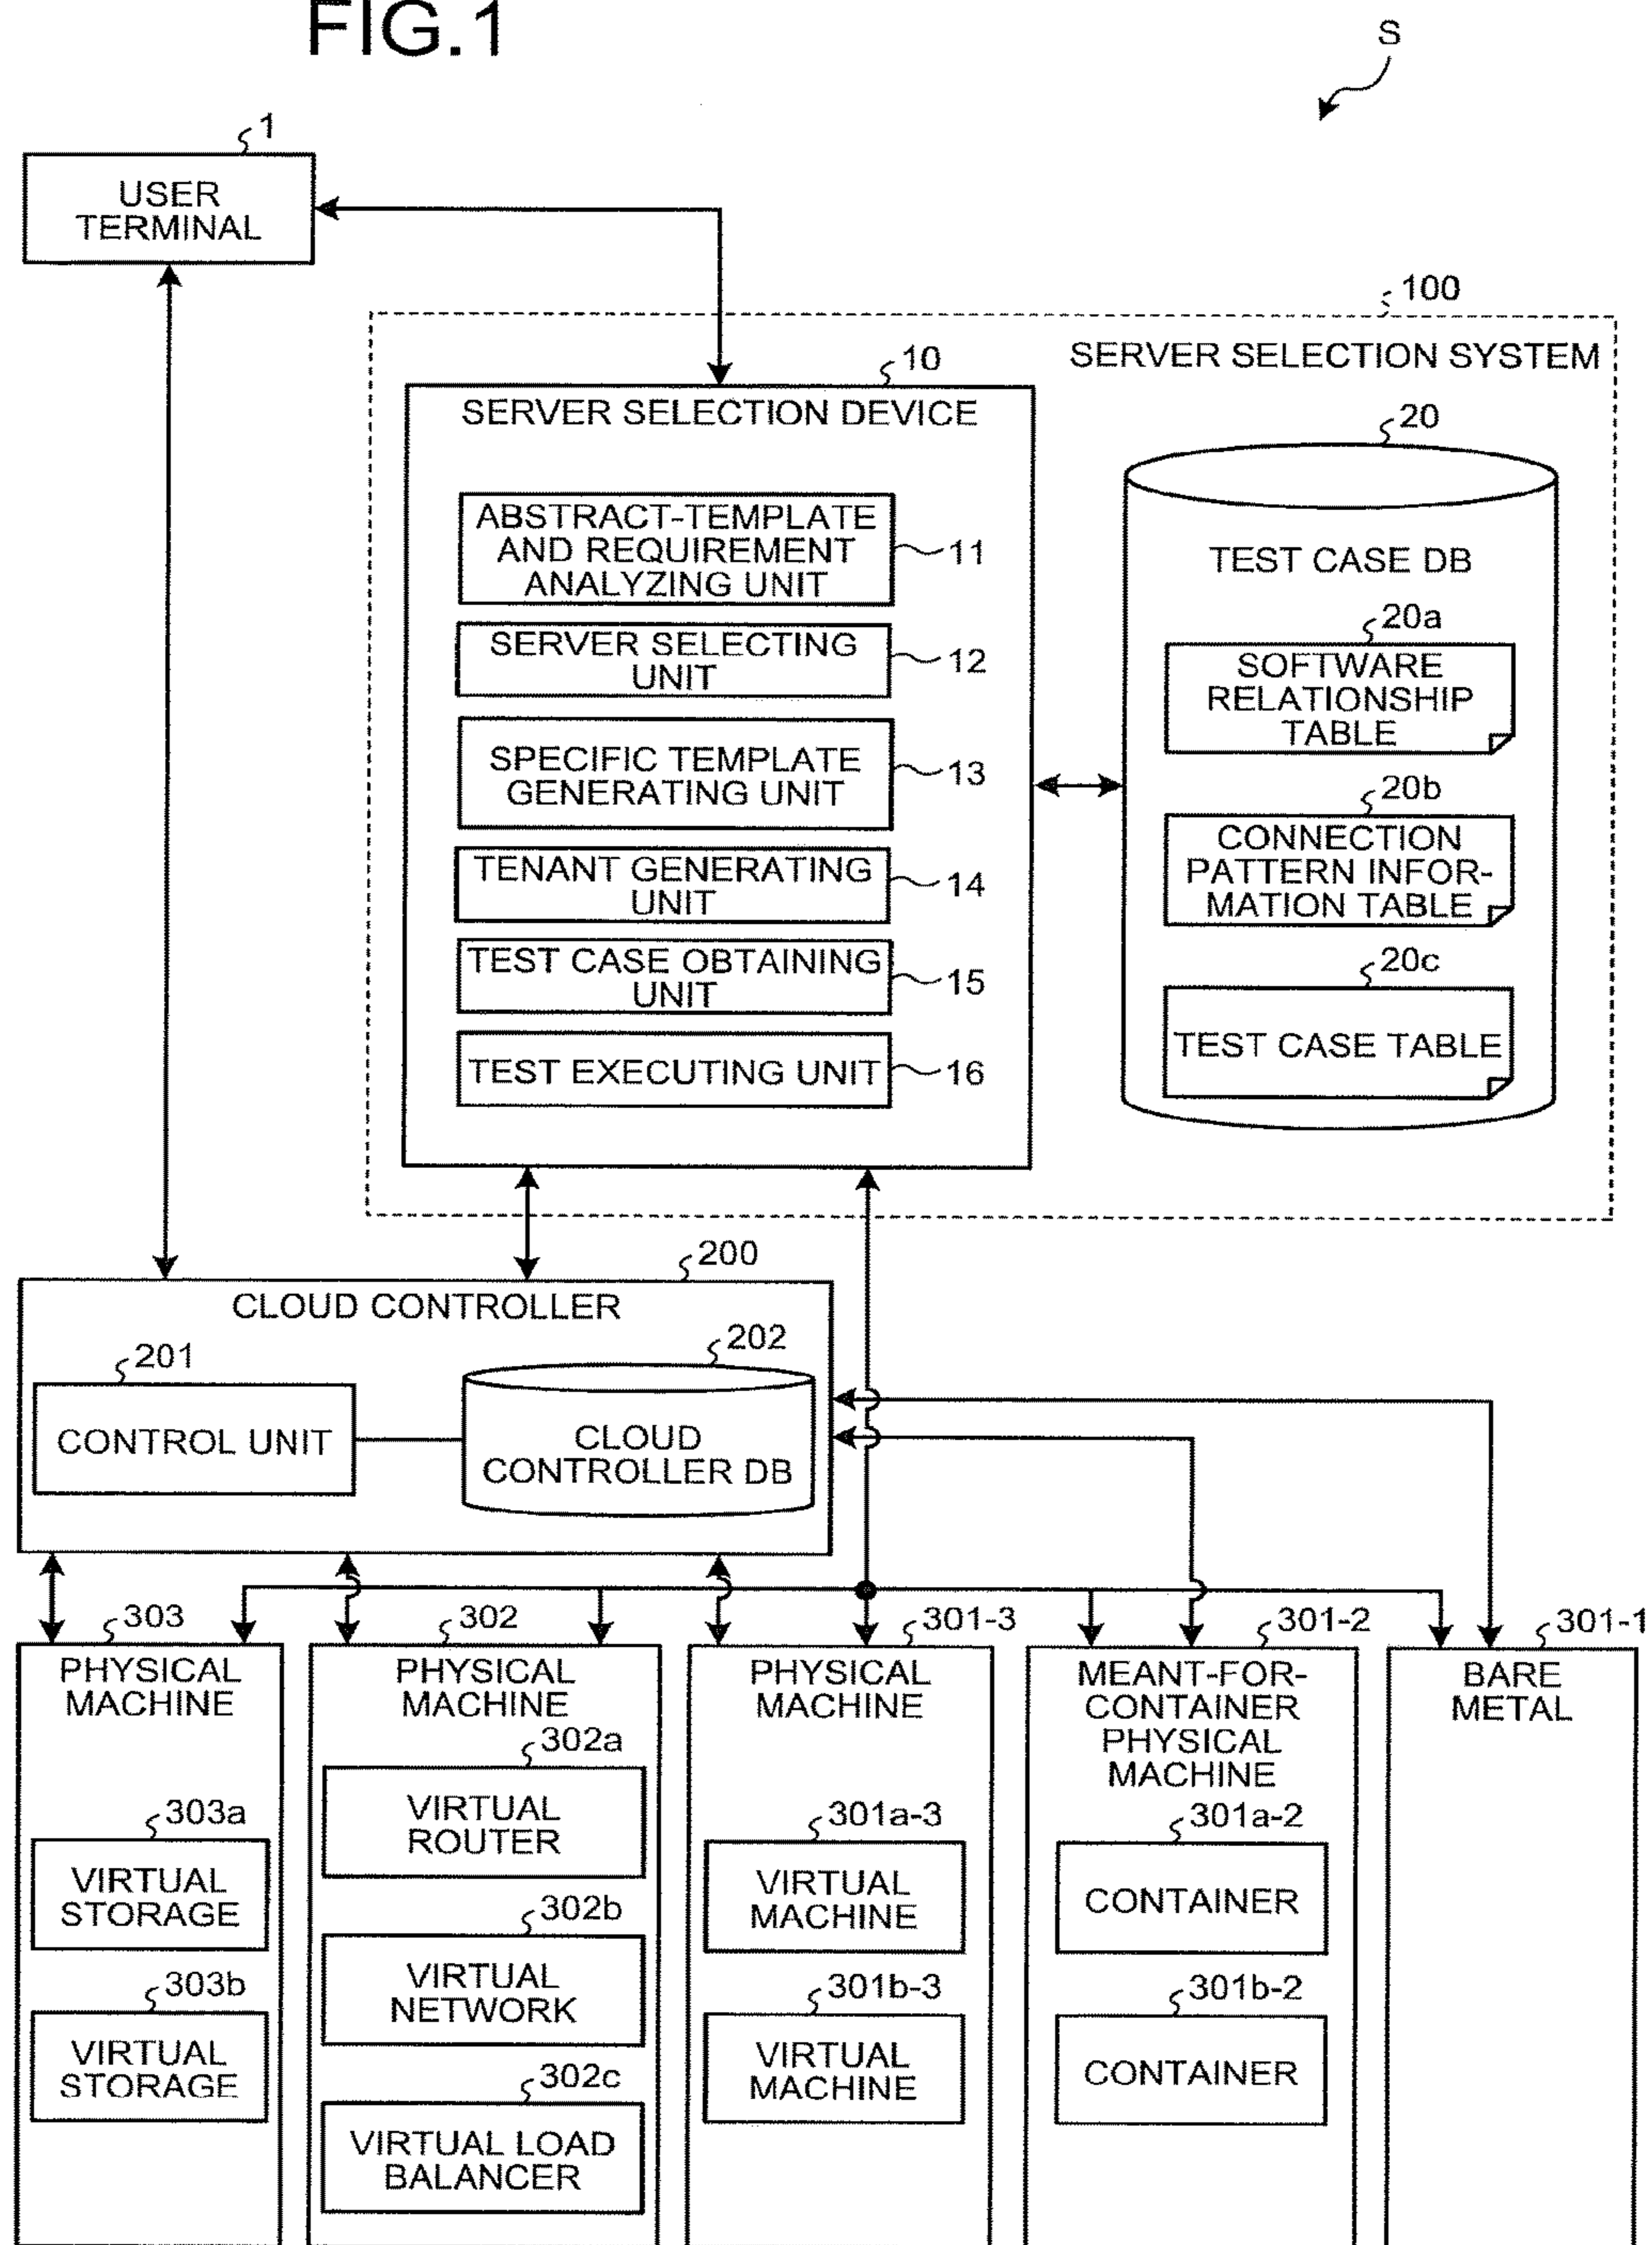 FIG.1
S
1
USER
TERMINAL
100
SERVER SELECTION SYSTEM
10
SERVER SELECTION DEVICE
ABSTRACT-TEMPLATE
AND REQUIREMENT
ANALYZING UNIT
11
SERVER SELECTING
UNIT
12
SPECIFIC TEMPLATE
GENERATING UNIT
13
TENANT GENERATING
UNIT
14
TEST CASE OBTAINING
UNIT
15
TEST EXECUTING UNIT
16
20
TEST CASE DB
20a
SOFTWARE
RELATIONSHIP
TABLE
20b
CONNECTION
PATTERN INFOR-
MATION TABLE
20c
TEST CASE TABLE
200
CLOUD CONTROLLER
201
CONTROL UNIT
202
CLOUD
CONTROLLER DB
303
PHYSICAL
MACHINE
303a
VIRTUAL
STORAGE
303b
VIRTUAL
STORAGE
302
PHYSICAL
MACHINE
302a
VIRTUAL
ROUTER
302b
VIRTUAL
NETWORK
302c
VIRTUAL LOAD
BALANCER
301-3
PHYSICAL
MACHINE
301a-3
VIRTUAL
MACHINE
301b-3
VIRTUAL
MACHINE
301-2
MEANT-FOR-
CONTAINER
PHYSICAL
MACHINE
301a-2
CONTAINER
301b-2
CONTAINER
301-1
BARE
METAL